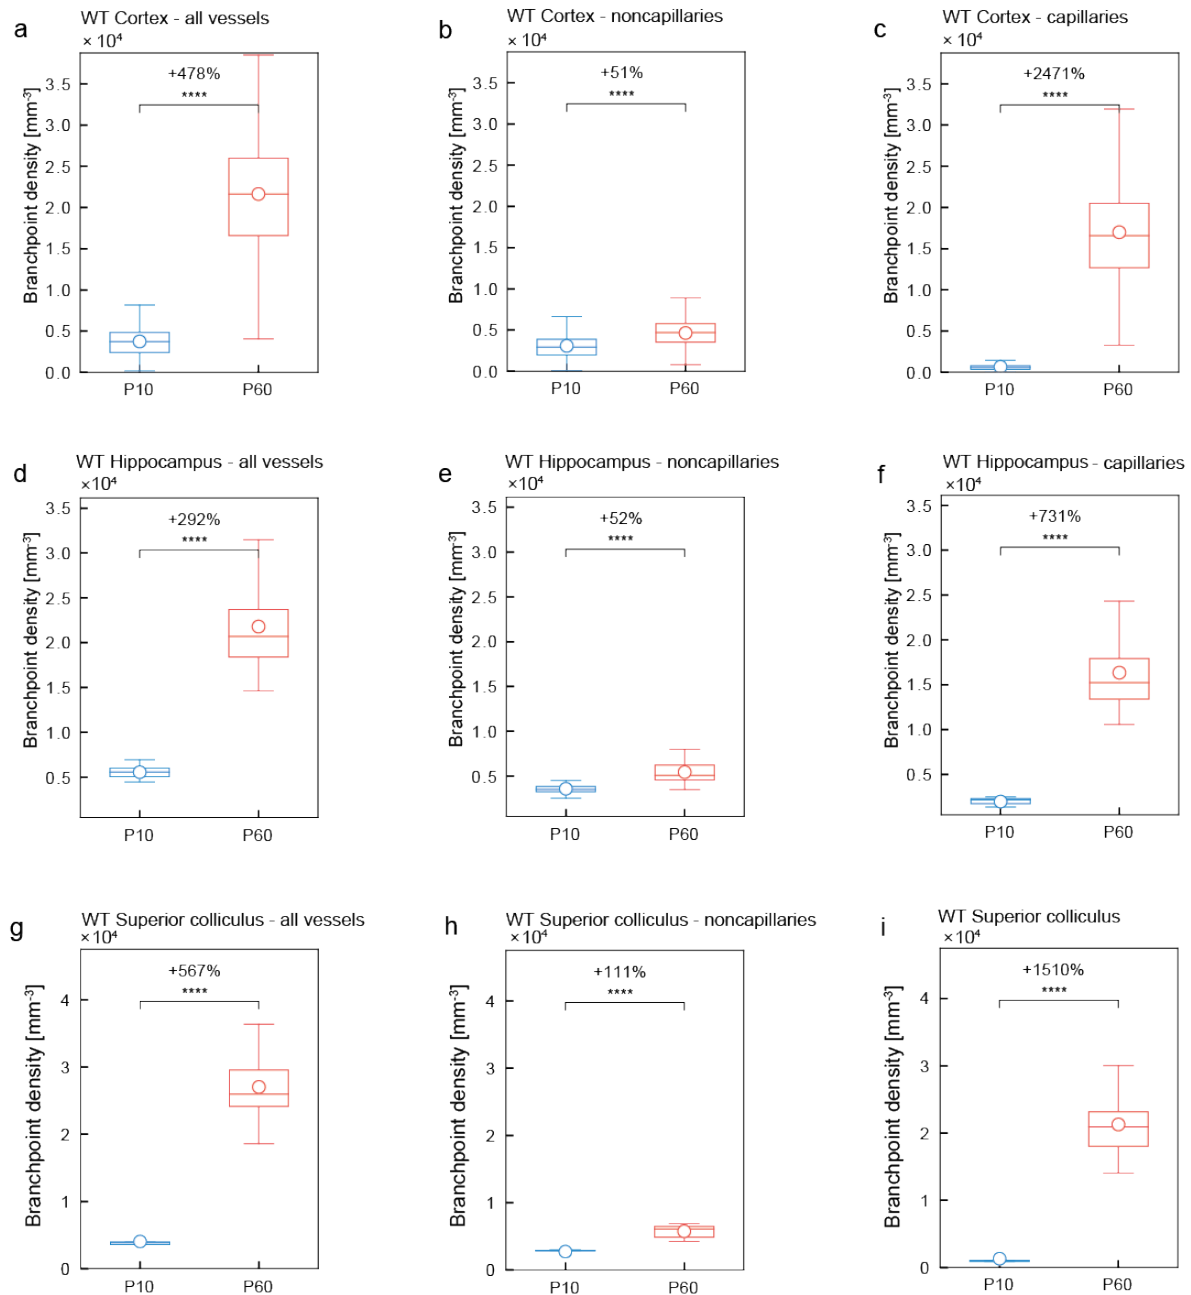 a
WT Cortex - all vessels
× 10⁴
Branchpoint density [mm⁻³]
3.5
3.0
2.5
2.0
1.5
1.0
0.5
0.0
+478%
****
P10
P60
b
WT Cortex - noncapillaries
× 10⁴
Branchpoint density [mm⁻³]
3.5
3.0
2.5
2.0
1.5
1.0
0.5
0.0
+51%
****
P10
P60
c
WT Cortex - capillaries
× 10⁴
Branchpoint density [mm⁻³]
3.5
3.0
2.5
2.0
1.5
1.0
0.5
0.0
+2471%
****
P10
P60
d
WT Hippocampus - all vessels
×10⁴
Branchpoint density [mm⁻³]
3.5
3.0
2.5
2.0
1.0
0.5
+292%
****
P10
P60
e
WT Hippocampus - noncapillaries
×10⁴
Branchpoint density [mm⁻³]
3.5
3.0
2.5
2.0
1.5
1.0
0.5
+52%
****
P10
P60
f
WT Hippocampus - capillaries
×10⁴
Branchpoint density [mm⁻³]
3.5
3.0
2.5
2.0
1.5
1.0
0.5
+731%
****
P10
P60
g
WT Superior colliculus - all vessels
× 10⁴
Branchpoint density [mm⁻³]
4
3
2
1
0
+567%
****
P10
P60
h
WT Superior colliculus - noncapillaries
× 10⁴
Branchpoint density [mm⁻³]
4
3
2
1
0
+111%
****
P10
P60
i
WT Superior colliculus
× 10⁴
Branchpoint density [mm⁻³]
4
3
2
1
0
+1510%
****
P10
P60